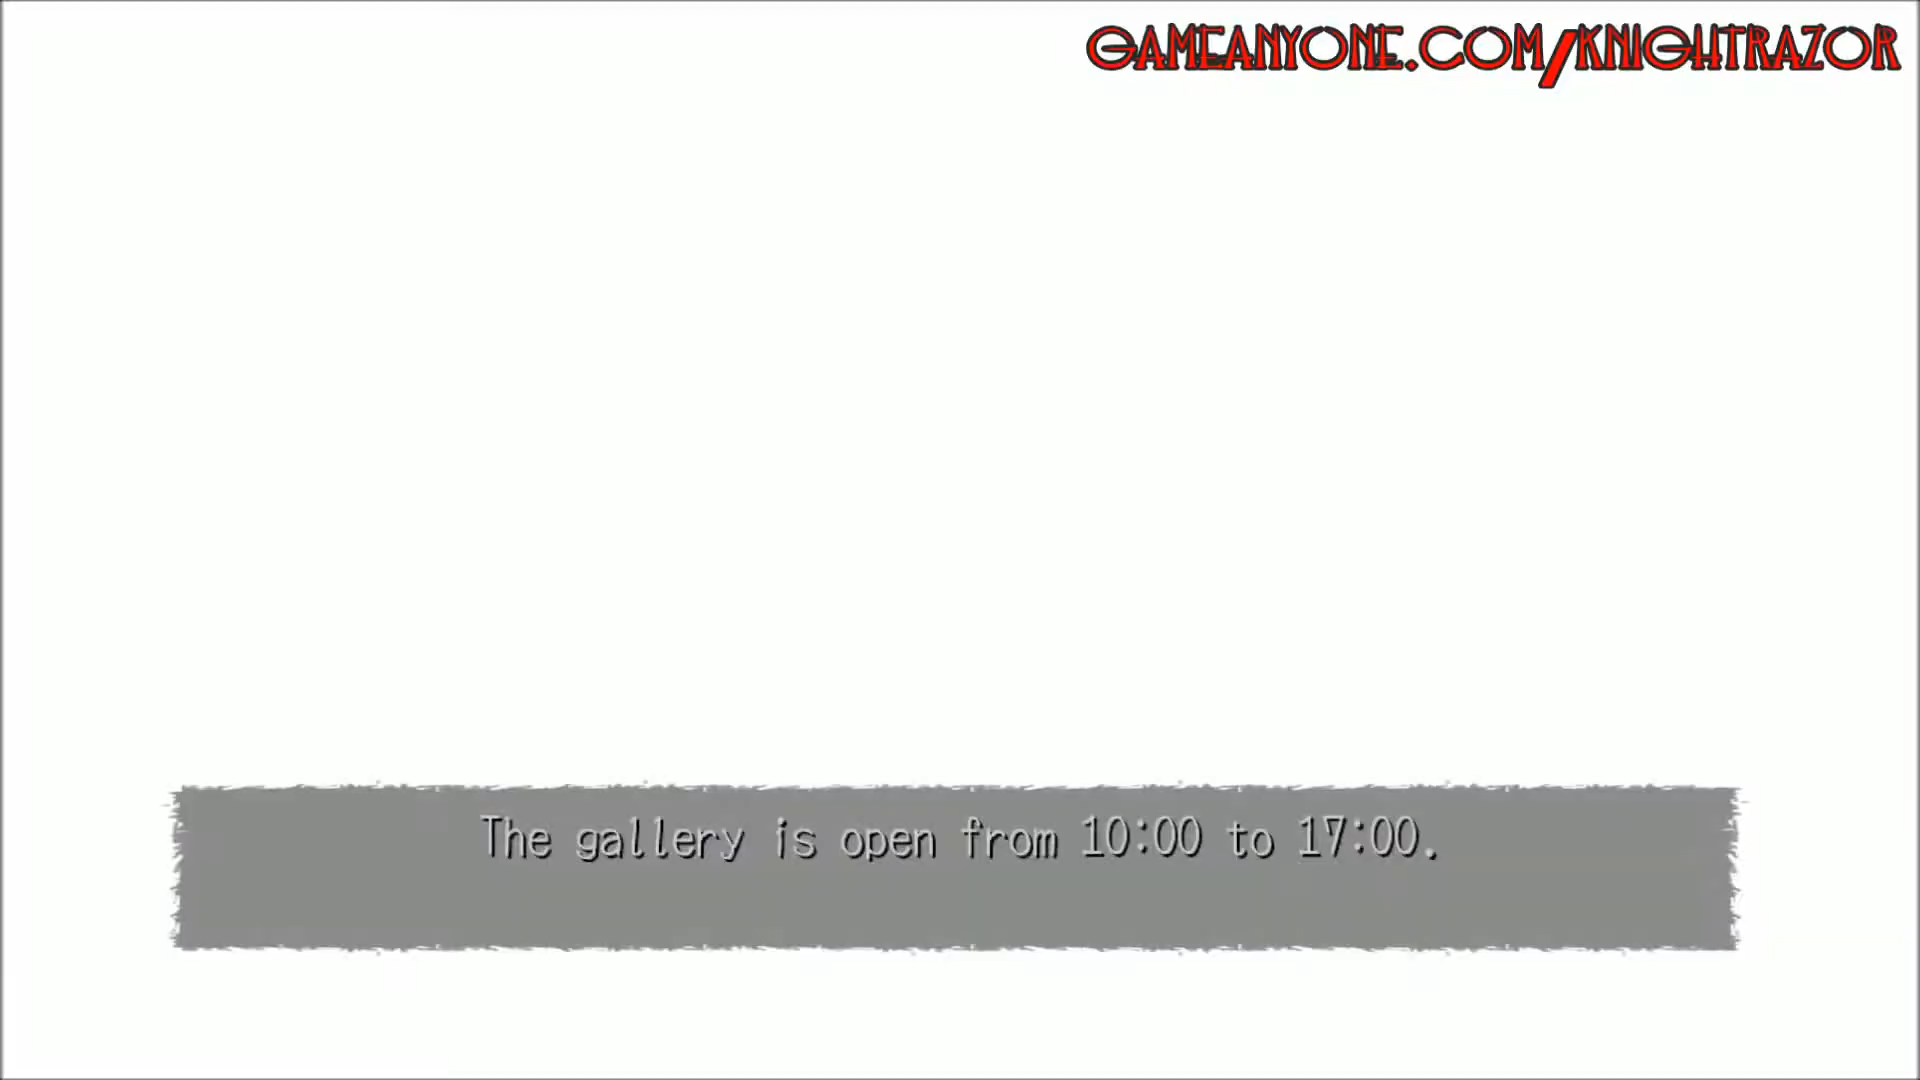 GAMEANYONE.COM/KNIGHTRAZOR
The gallery is open from 10:00 to 17:00.